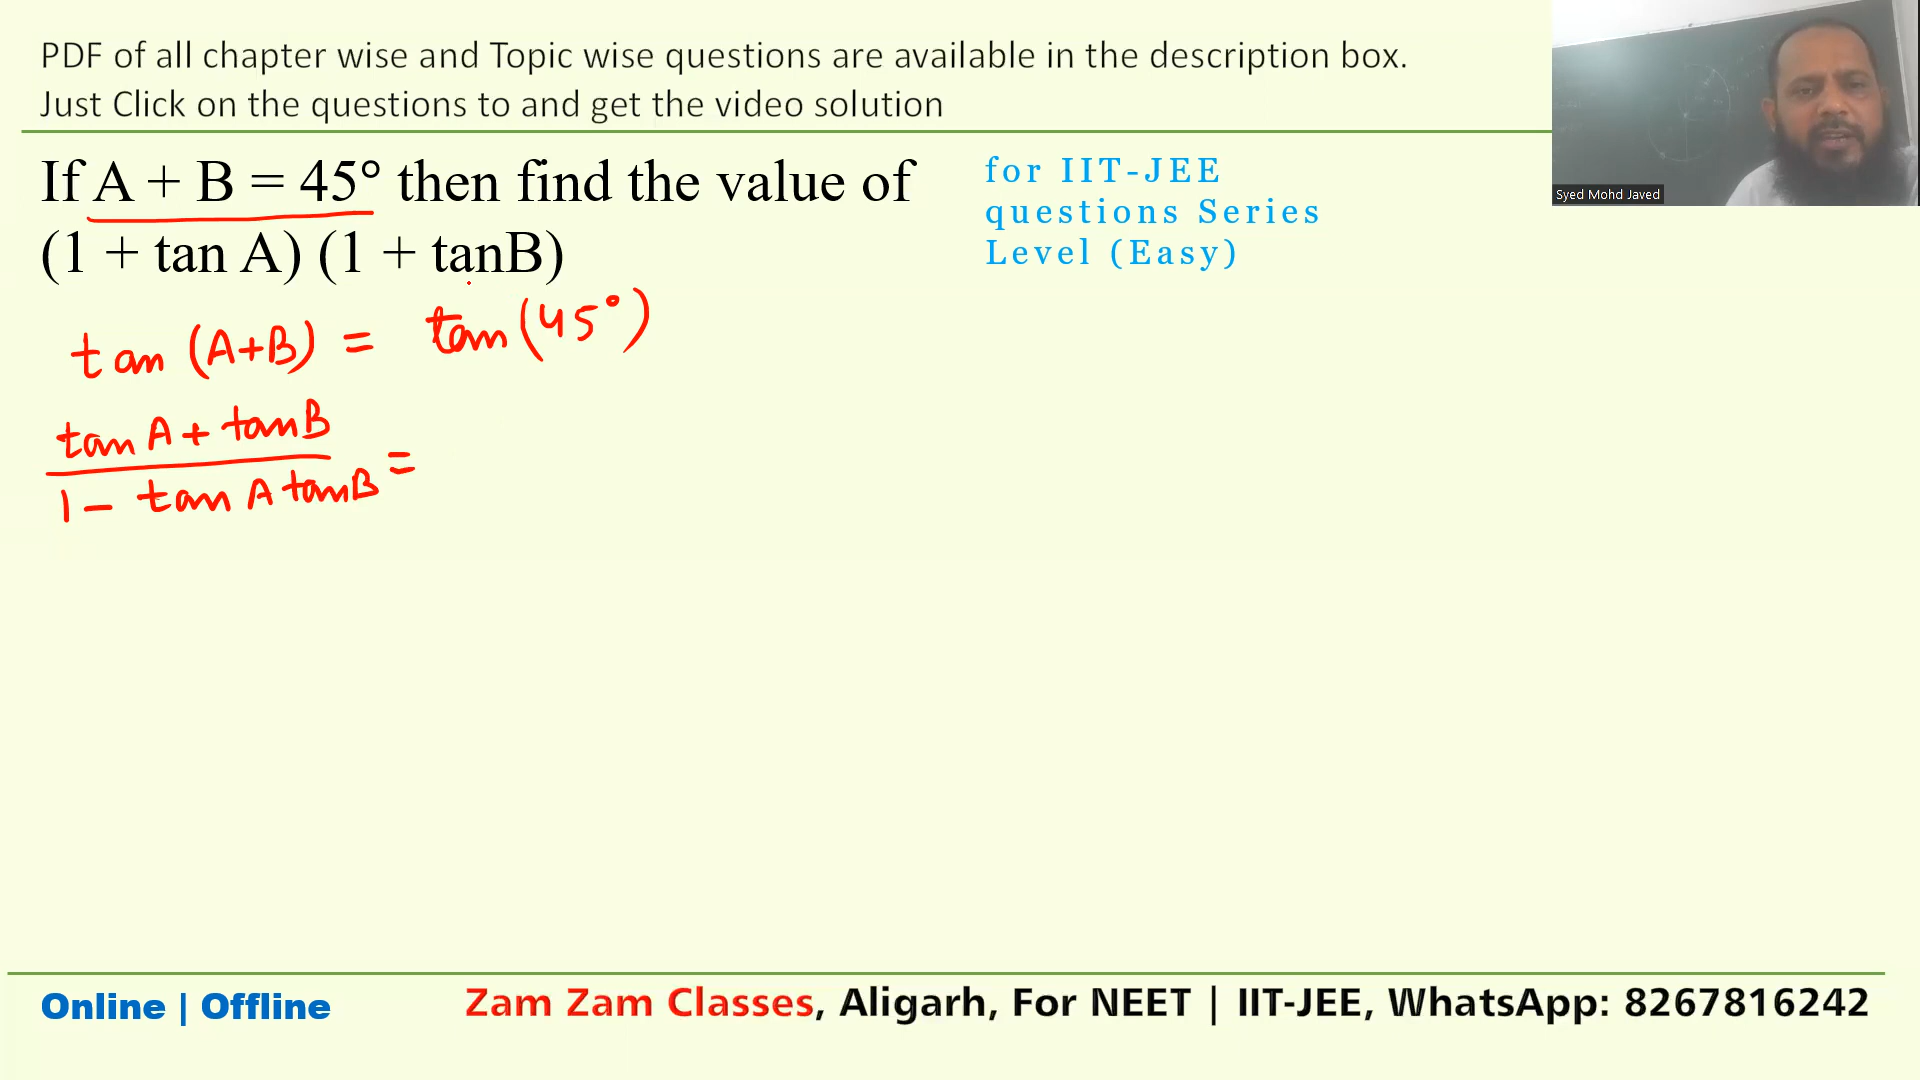 PDF of all chapter wise and Topic wise questions are available in the description box.
Just Click on the questions to and get the video solution
If A + B = 45° then find the value of
(1 + tan A) (1 + tanB)
for IIT-JEE
questions Series
Level (Easy)
Syed Mohd Javed
tan (A+B) = tan (45°)
tan A + tan B
1 - tan A tan B =
Online | Offline
Zam Zam Classes, Aligarh, For NEET | IIT-JEE, WhatsApp: 8267816242